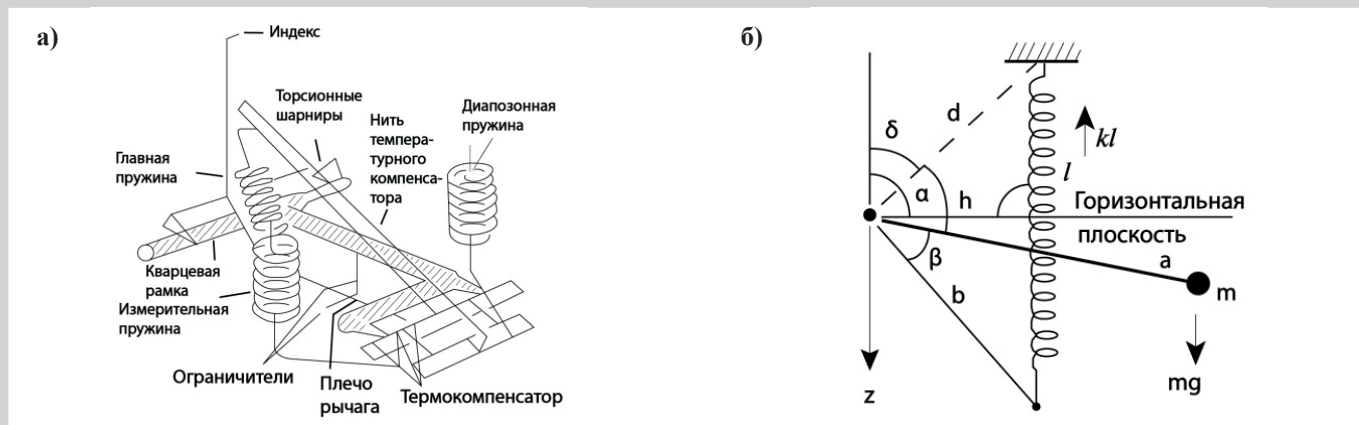 а)
Индекс
Торсионные
шарниры
Нить
темпера-
турного
компенса-
тора
Диапозонная
пружина
Главная
пружина
Кварцевая
рамка
Измерительная
пружина
Ограничители
Плечо
рычага
Термокомпенсатор
б)
δ
d
kl
l
α
h
Горизонтальная
плоскость
β
a
b
m
z
mg